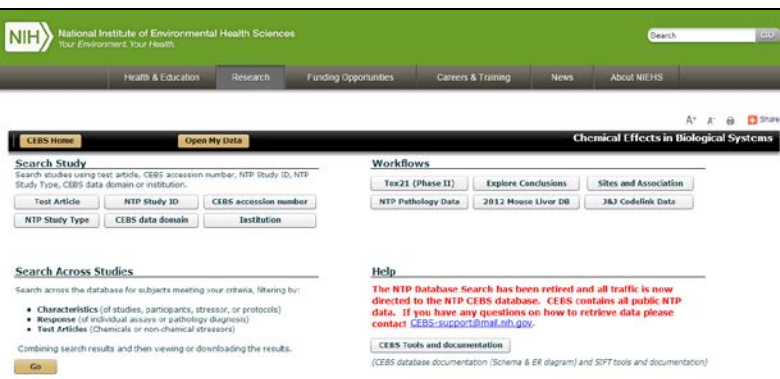 NIH National Institute of Environmental Health Sciences
Your Environment. Your Health.
Search GO
Health & Education Research Funding Opportunities Careers & Training News About NIEHS
A+ A- Share
CEBS Home Open My Data Chemical Effects in Biological Systems
Search Study
Search studies using test article, CEBS accession number, NTP Study ID, NTP
Study Type, CEBS data domain or institution.
Test Article NTP Study ID CEBS accession number
NTP Study Type CEBS data domain Institution
Workflows
Tox21 (Phase II) Explore Conclusions Sites and Association
NTP Pathology Data 2012 Mouse Liver DB J&J Codelink Data
Search Across Studies
Search across the database for subjects meeting your criteria, filtering by:
• Characteristics (of studies, participants, stressor, or protocols)
• Response (of individual assays or pathology diagnosis)
• Test Articles (Chemicals or non-chemical stressors)
Combining search results and then viewing or downloading the results.
Go
Help
The NTP Database Search has been retired and all traffic is now
directed to the NTP CEBS database. CEBS contains all public NTP
data. If you have any questions on how to retrieve data please
contact CEBS-support@mail.nih.gov.
CEBS Tools and documentation
(CEBS database documentation (Schema & ER diagram) and SIFT tools and documentation)